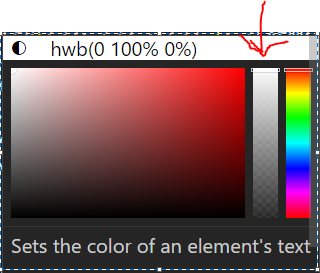 hwb(0 100% 0%)
Sets the color of an element's text